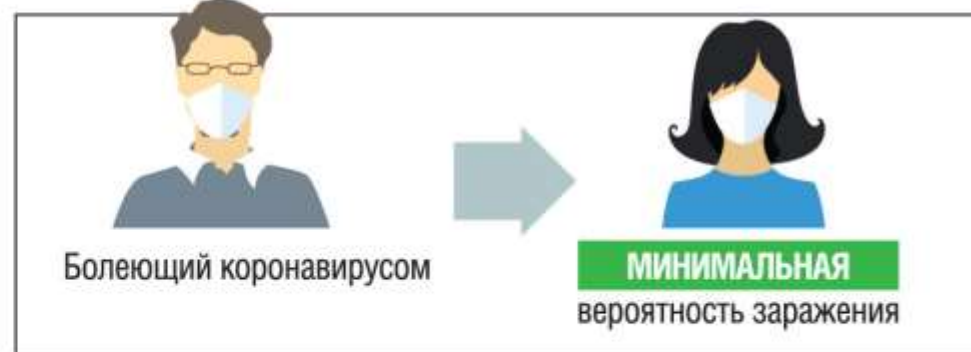 Болеющий коронавирусом
МИНИМАЛЬНАЯ
вероятность заражения